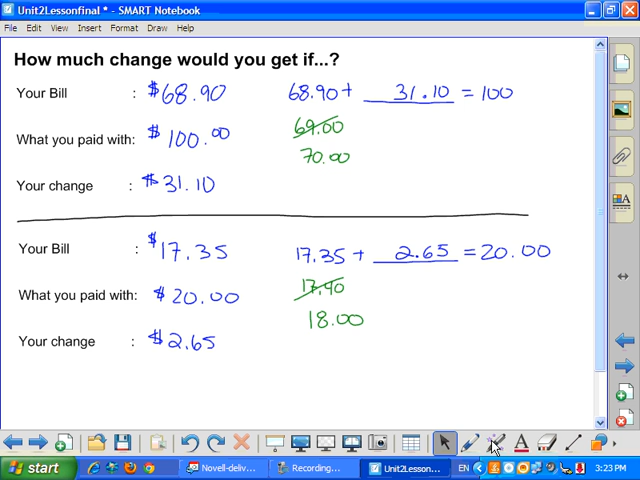 Unit2Lessonfinal * - SMART Notebook
File Edit View Insert Format Draw Help
How much change would you get if...?
Your Bill : $68.90 68.90 + 31.10 = 100
What you paid with: $100.00 69.00
70.00
Your change : $31.10
Your Bill : $17.35 17.35 + 2.65 = 20.00
What you paid with: $20.00 17.40
18.00
Your change : $2.65
start Novell-deliv... Recording... Unit2Lesson... EN 3:23 PM